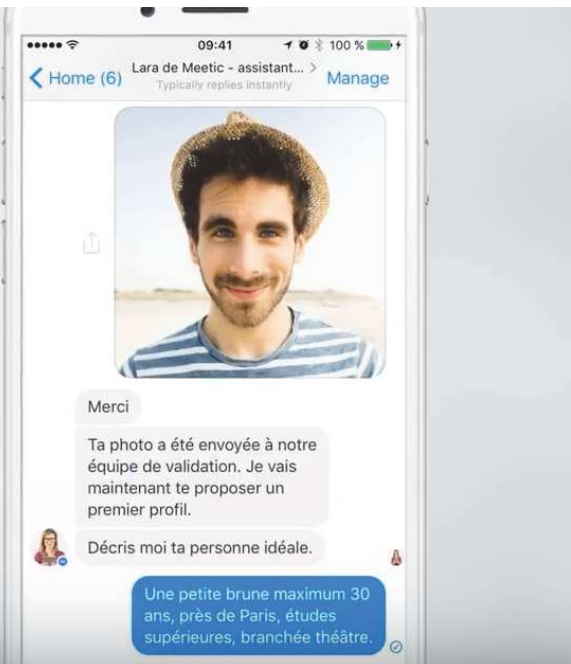 09:41 100 %
Home (6) Lara de Meetic - assistant... Manage
Typically replies instantly
Merci
Ta photo a été envoyée à notre
équipe de validation. Je vais
maintenant te proposer un
premier profil.
Décris moi ta personne idéale.
Une petite brune maximum 30
ans, près de Paris, études
supérieures, branchée théâtre.